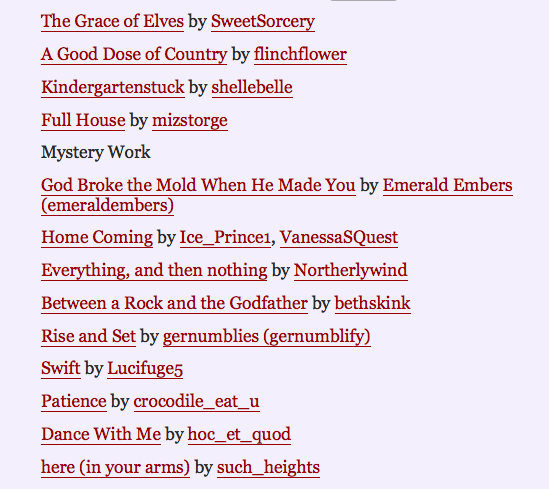 The Grace of Elves by SweetSorcery
A Good Dose of Country by flinchflower
Kindergartenstuck by shellebelle
Full House by mizstorge
Mystery Work
God Broke the Mold When He Made You by Emerald Embers
(emeraldembers)
Home Coming by Ice_Prince1, VanessaSQuest
Everything, and then nothing by Northerlywind
Between a Rock and the Godfather by bethskink
Rise and Set by gernumblies (gernumblify)
Swift by Lucifuge5
Patience by crocodile_eat_u
Dance With Me by hoc_et_quod
here (in your arms) by such_heights